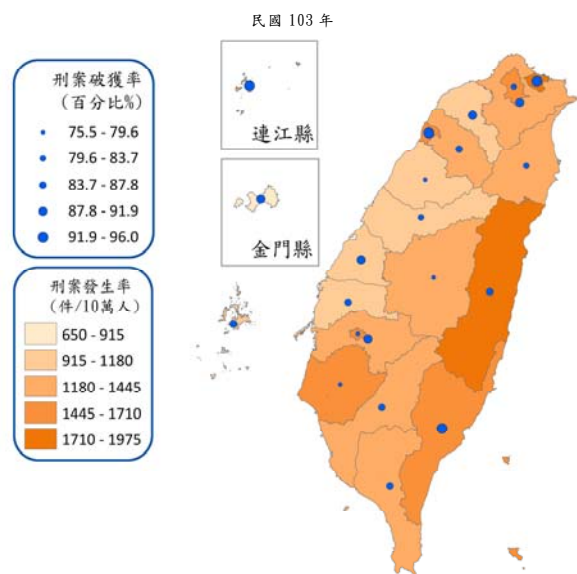 民國 103 年
刑案破獲率
(百分比%)
75.5 - 79.6
79.6 - 83.7
83.7 - 87.8
87.8 - 91.9
91.9 - 96.0
連江縣
金門縣
刑案發生率
(件/10萬人)
650 - 915
915 - 1180
1180 - 1445
1445 - 1710
1710 - 1975